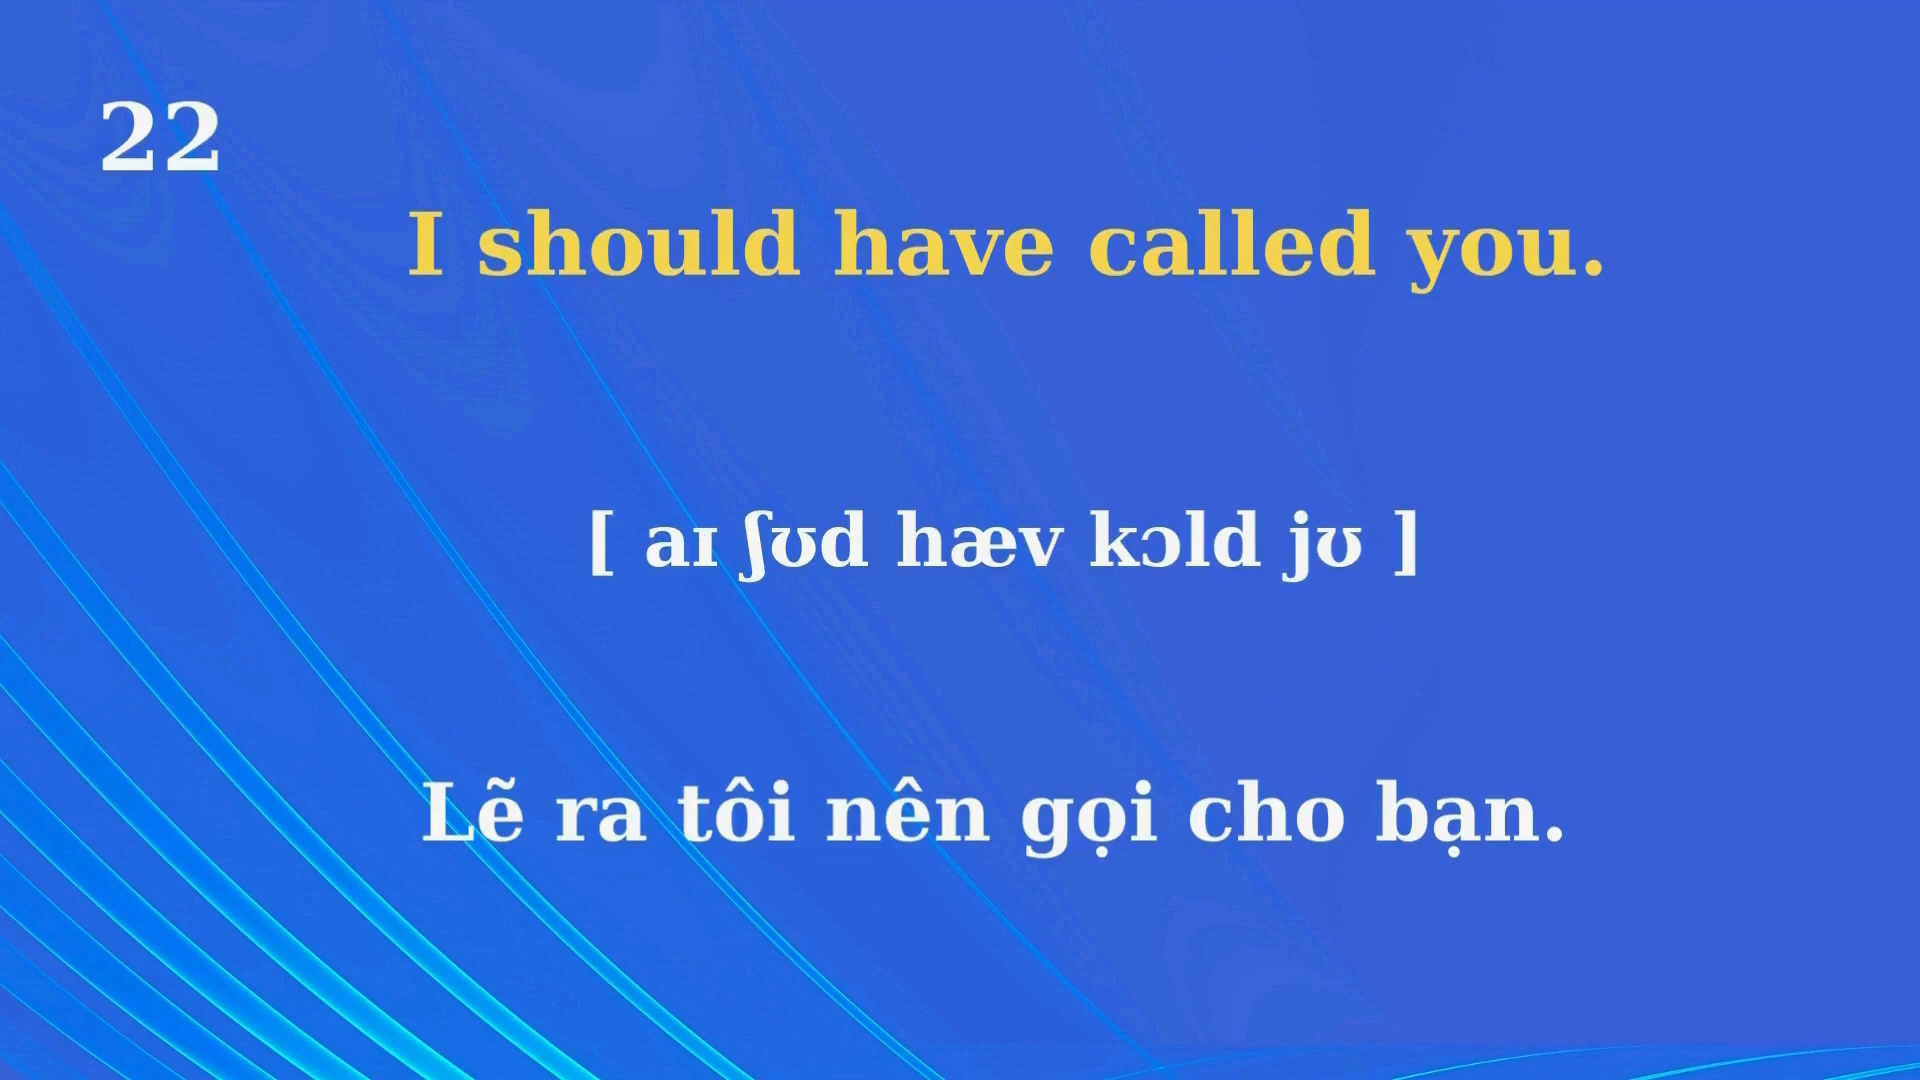 22
I should have called you.
[ aɪ ʃʊd hæv kɔld jʊ ]
Lẽ ra tôi nên gọi cho bạn.